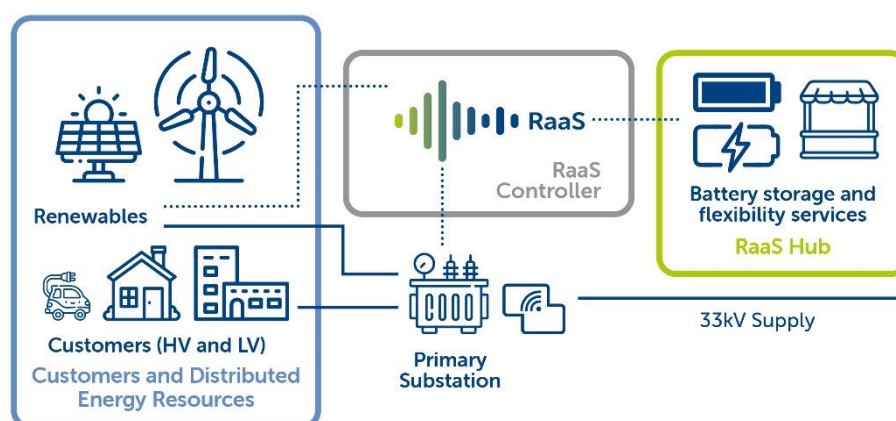 Renewables
Customers (HV and LV)
Customers and Distributed
Energy Resources
RaaS
RaaS
Controller
Primary
Substation
Battery storage and
flexibility services
RaaS Hub
33kV Supply